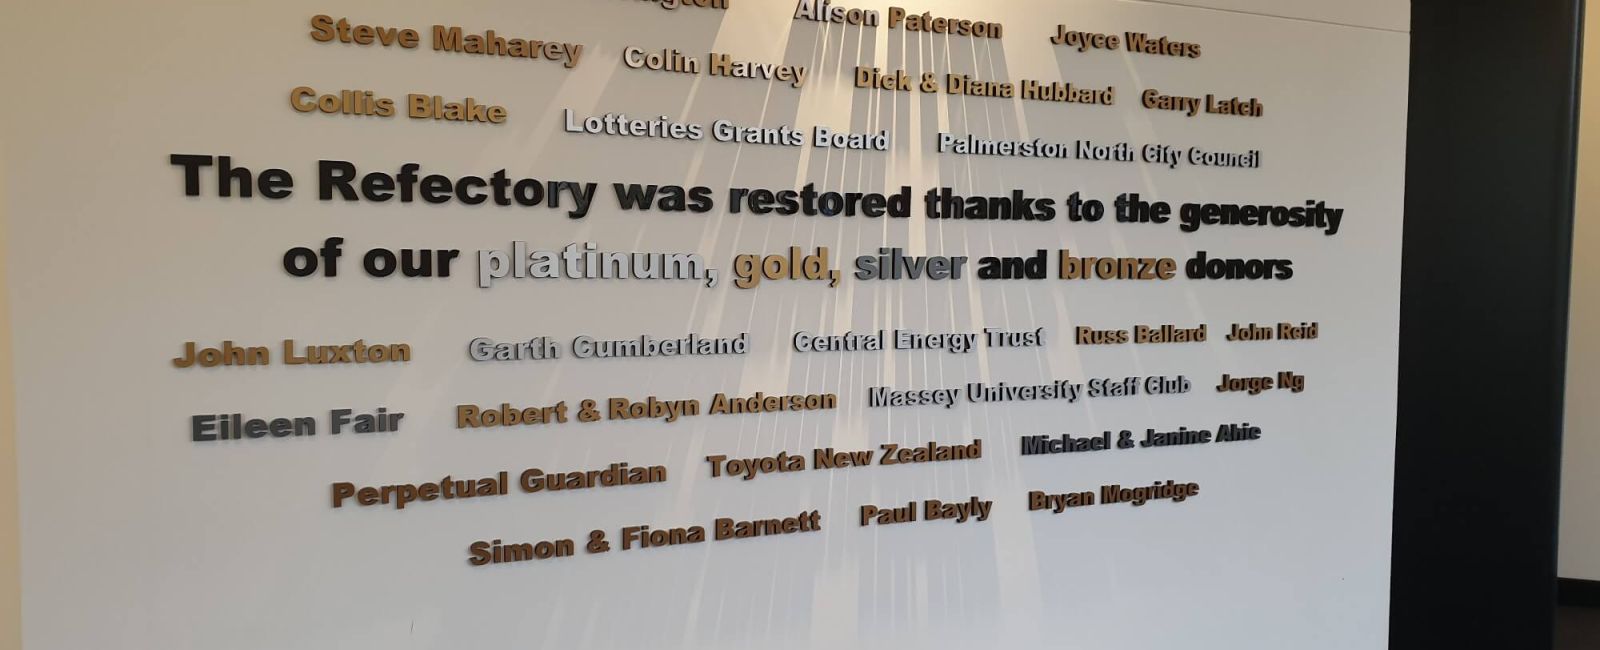 Alison Paterson Joyce Waters
Steve Maharey Colin Harvey Dick & Diana Hubbard Garry Latch
Collis Blake Lotteries Grants Board Palmerston North City Council
The Refectory was restored thanks to the generosity
of our platinum, gold, silver and bronze donors
John Luxton Garth Cumberland Central Energy Trust Russ Ballard John Reid
Eileen Fair Robert & Robyn Anderson Massey University Staff Club Jorge Ng
Perpetual Guardian Toyota New Zealand Michael & Janine Ahie
Simon & Fiona Barnett Paul Bayly Bryan Mogridge